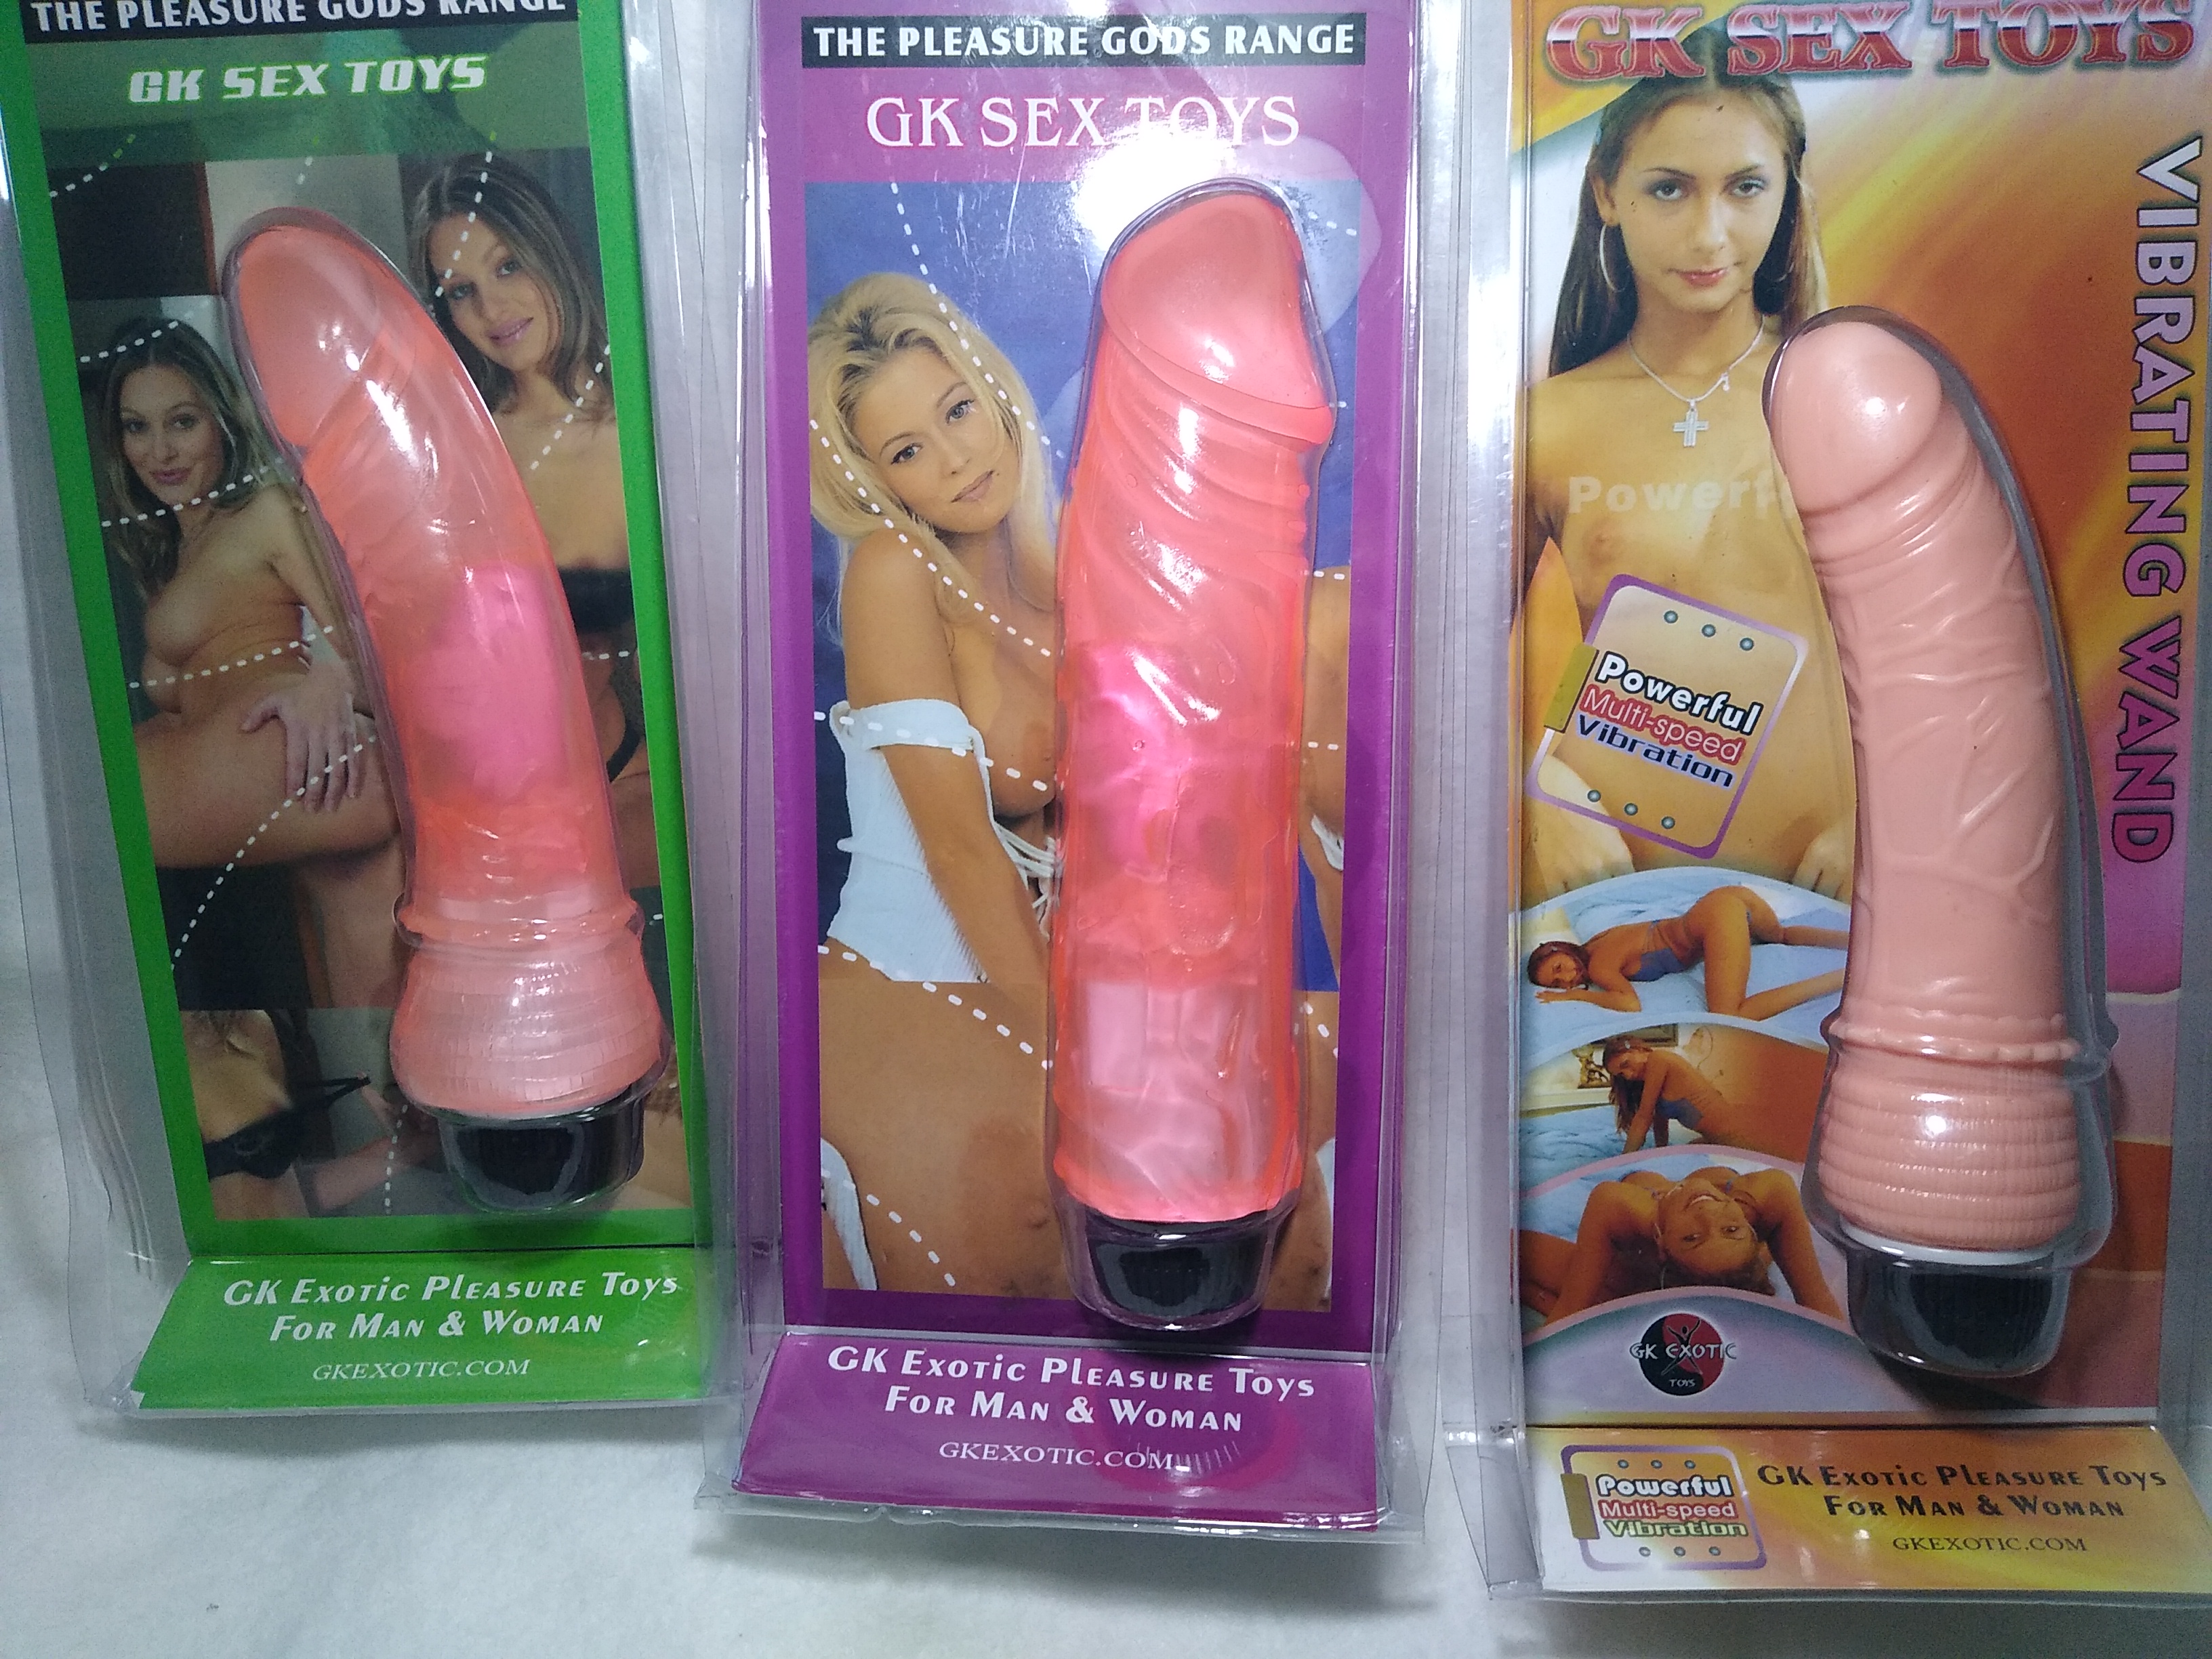 THE PLEASURE GODS RANGE
GK SEX TOYS
GK EXOTIC PLEASURE TOYS
FOR MAN & WOMAN
GKEXOTIC.COM
THE PLEASURE GODS RANGE
GK SEX TOYS
GK EXOTIC PLEASURE TOYS
FOR MAN & WOMAN
GKEXOTIC.COM
GK SEX TOYS
VIBRATING WAND
Powerful
Multi-speed
Vibration
GK EXOTIC
TOYS
Powerful
Multi-speed
Vibration
GK EXOTIC PLEASURE TOYS
FOR MAN & WOMAN
GKEXOTIC.COM